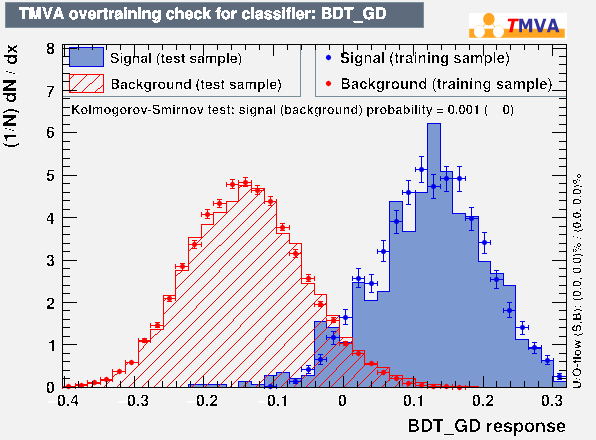 TMVA overtraining check for classifier: BDT_GD
TMVA
Signal (test sample)
Background (test sample)
Signal (training sample)
Background (training sample)
Kolmogorov-Smirnov test: signal (background) probability = 0.001 ( 0)
(1/N) dN / dx
8
7
6
5
4
3
2
1
0
-0.4 -0.3 -0.2 -0.1 0 0.1 0.2 0.3
BDT_GD response
U/O-flow (S,B): (0.0, 0.0)% / (0.0, 0.0)%